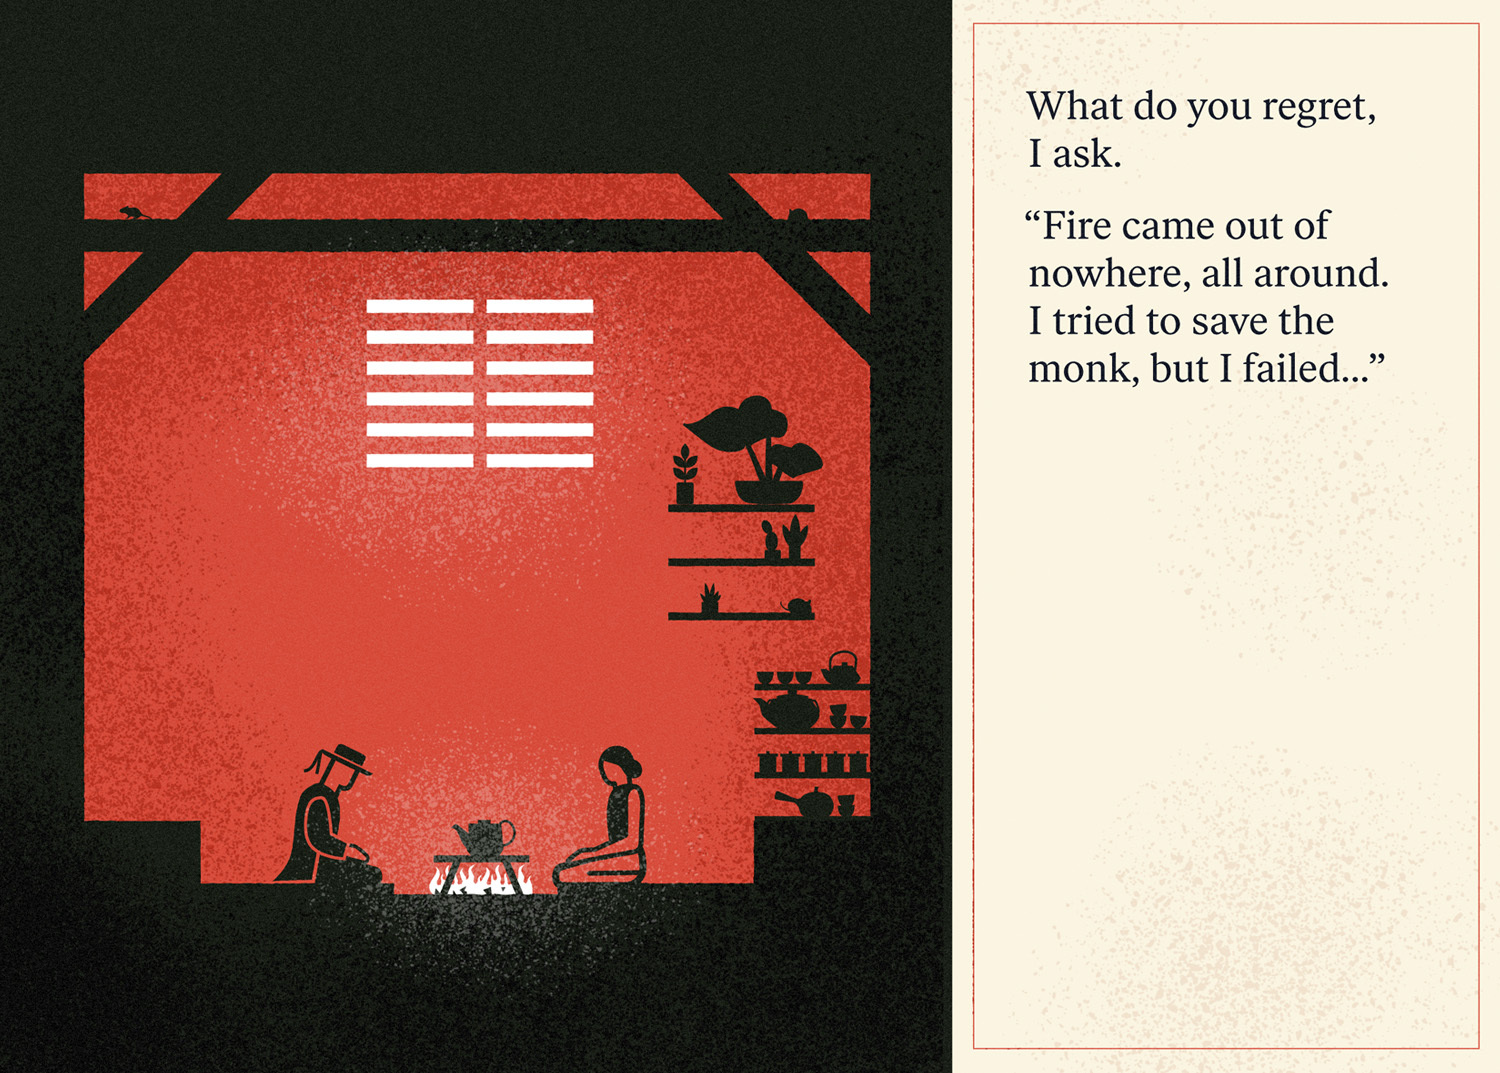 What do you regret,
I ask.
“Fire came out of
nowhere, all around.
I tried to save the
monk, but I failed...”